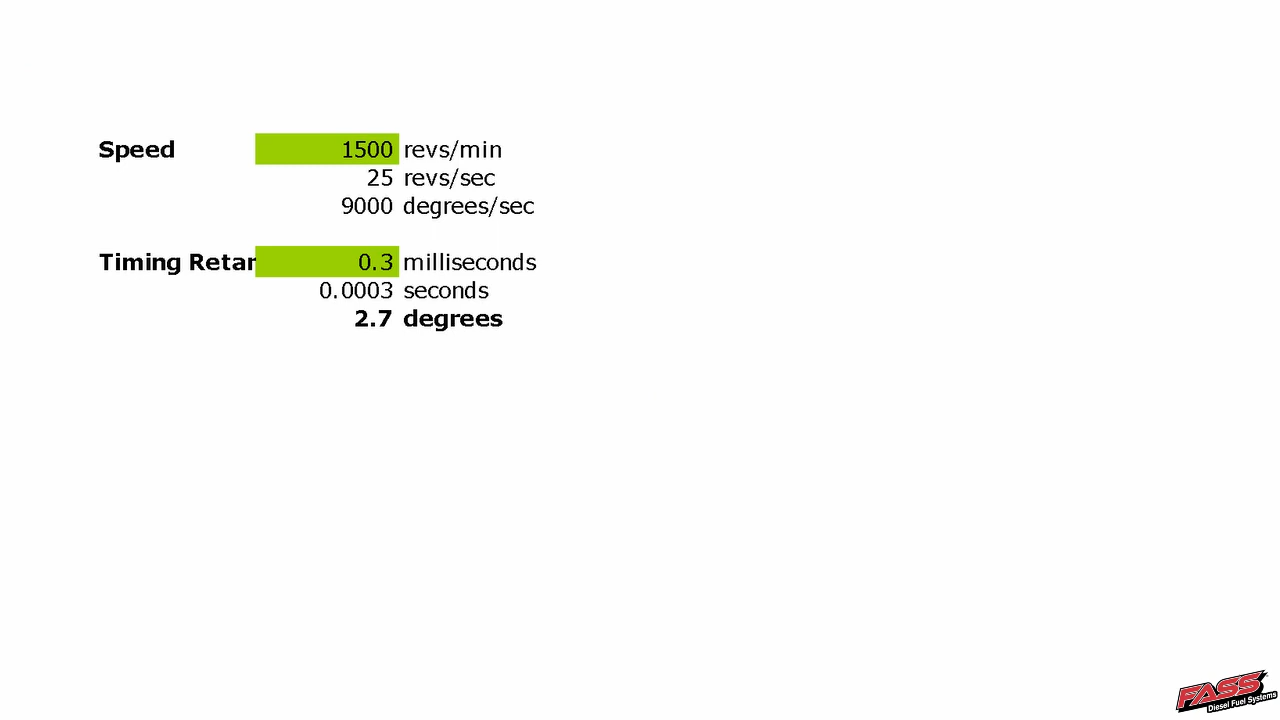 Speed 1500 revs/min
25 revs/sec
9000 degrees/sec
Timing Retar 0.3 milliseconds
0.0003 seconds
2.7 degrees
FASS
Diesel Fuel Systems